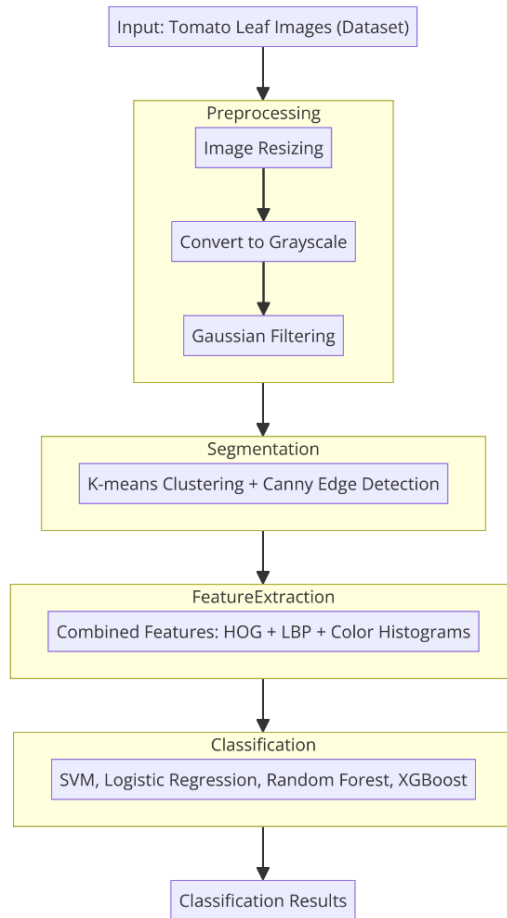 Input: Tomato Leaf Images (Dataset)
Preprocessing
Image Resizing
Convert to Grayscale
Gaussian Filtering
Segmentation
K-means Clustering + Canny Edge Detection
FeatureExtraction
Combined Features: HOG + LBP + Color Histograms
Classification
SVM, Logistic Regression, Random Forest, XGBoost
Classification Results